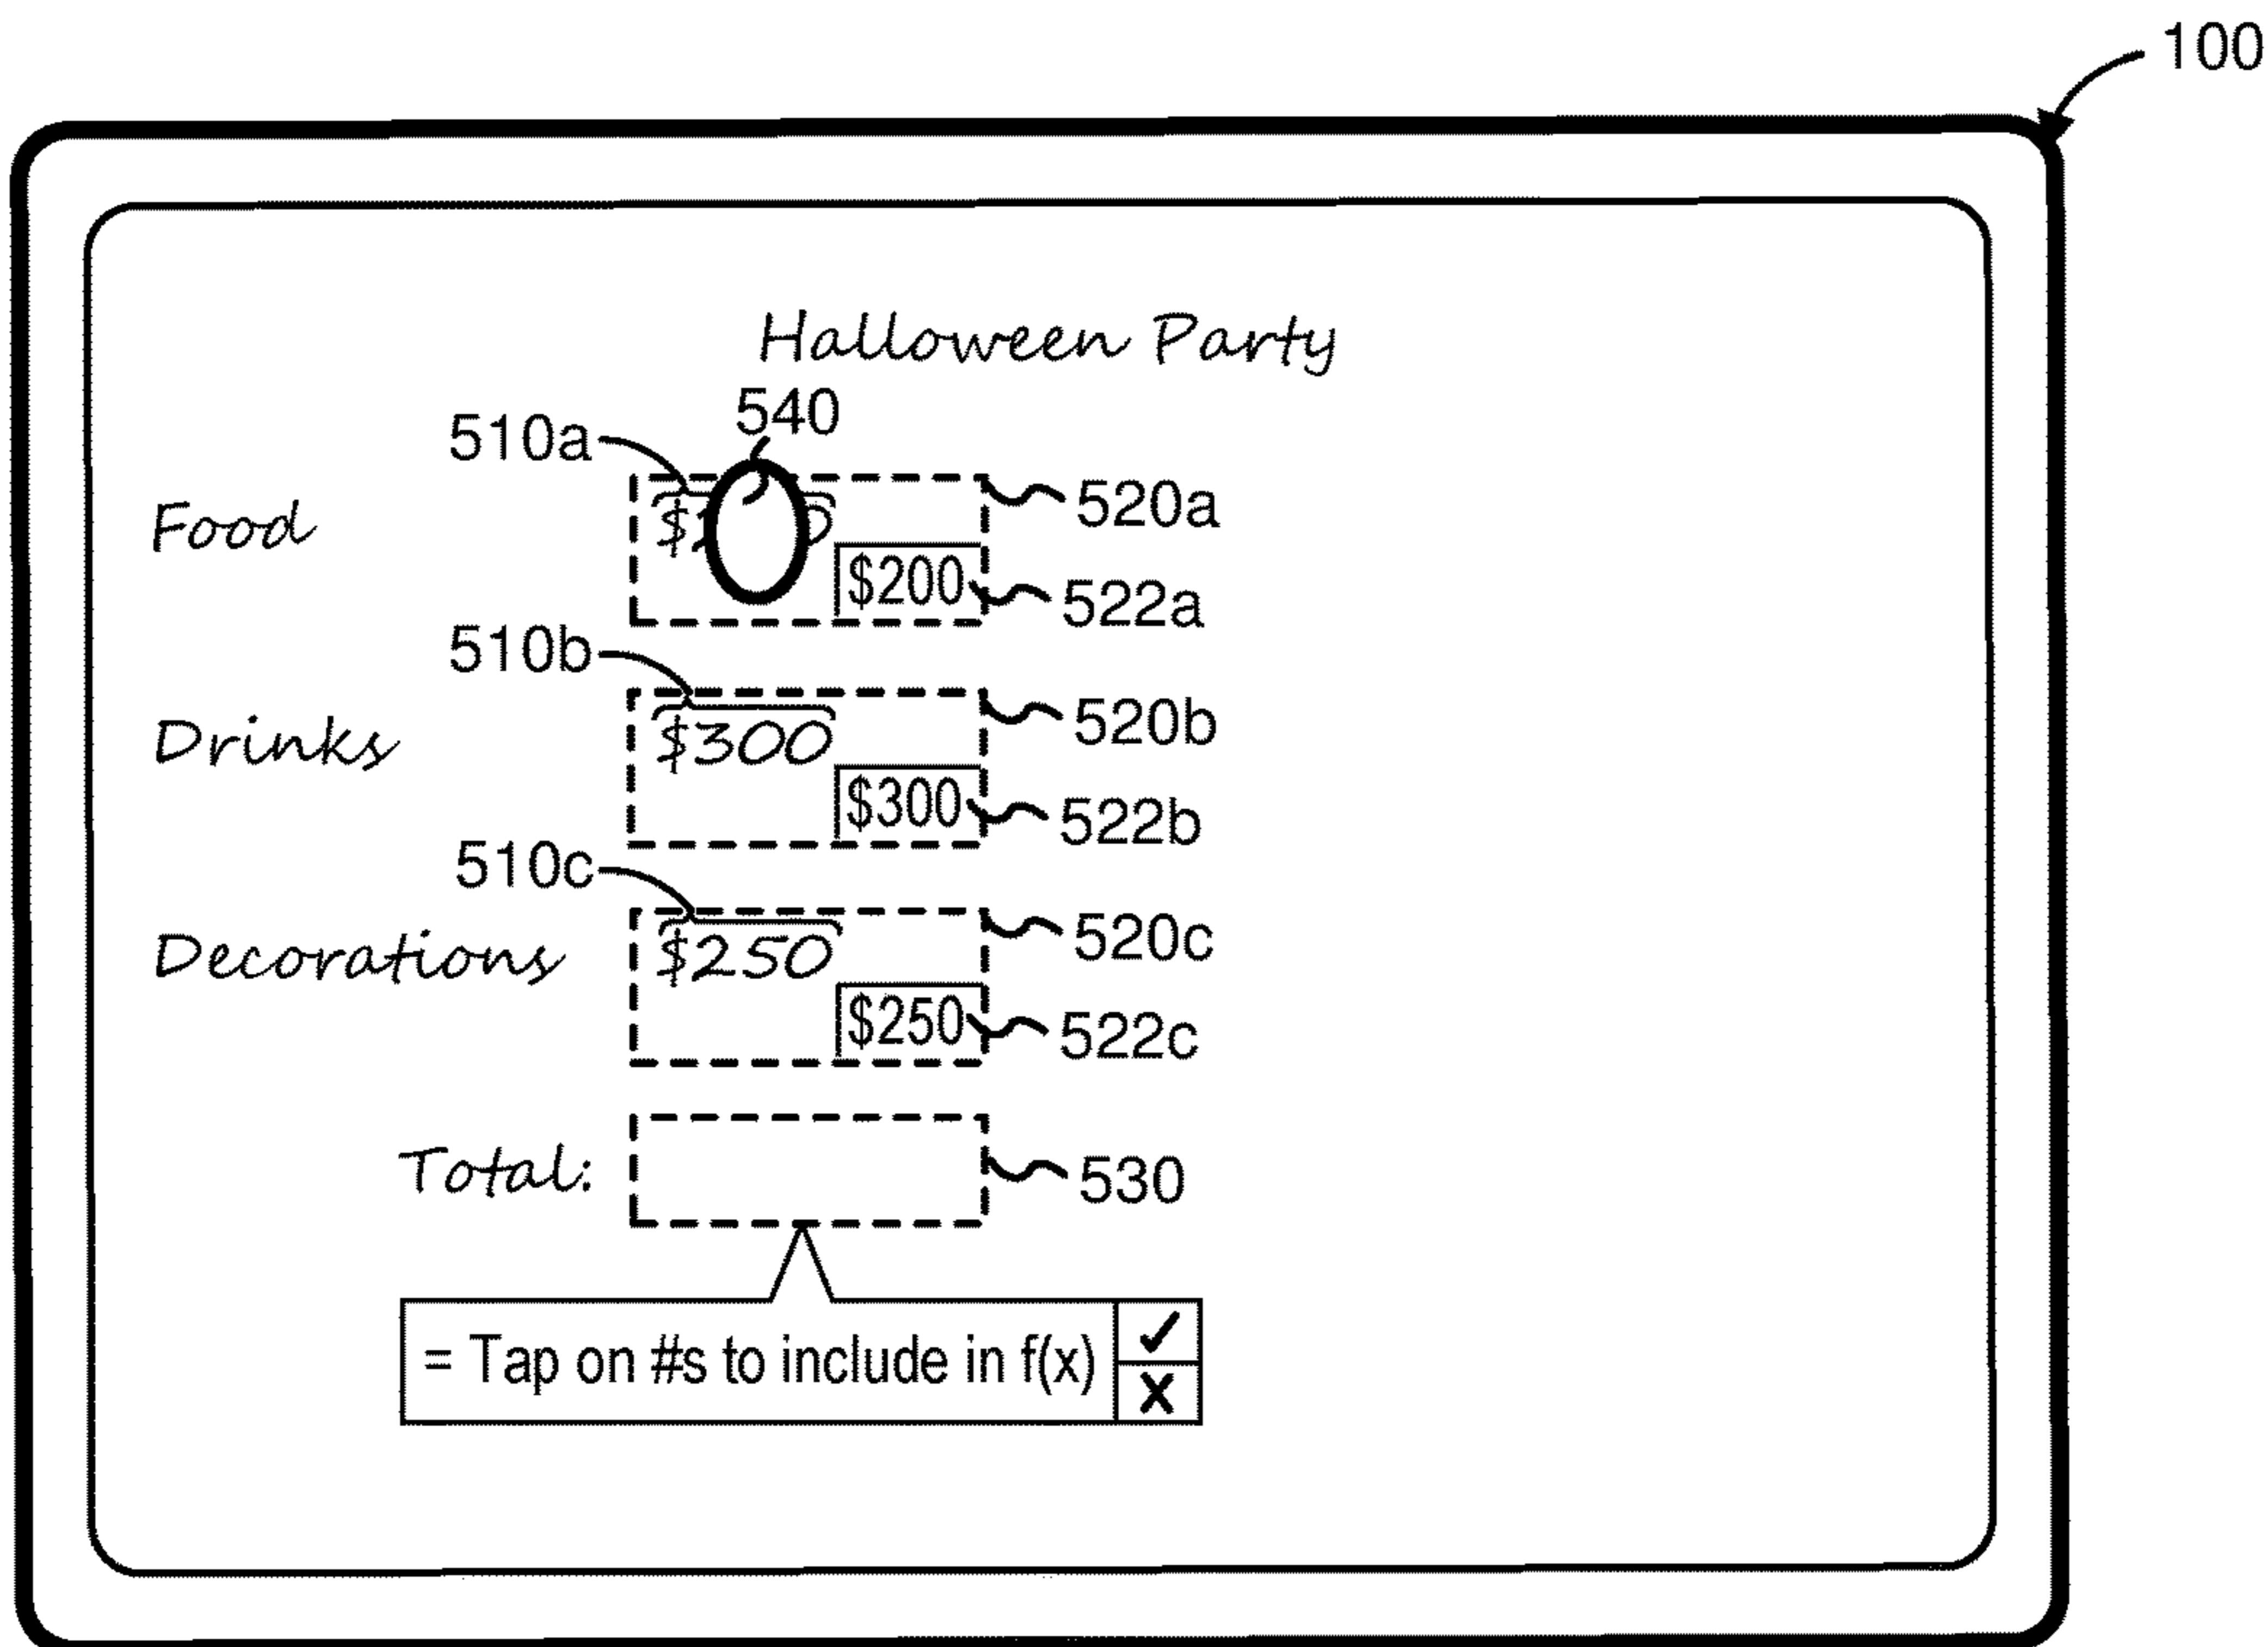 100
Halloween Party
540
510a
520a
Food $
$200
522a
510b
520b
Drinks $300
$300
522b
510c
520c
Decorations $250
$250
522c
Total: 530
= Tap on #s to include in f(x) ✓
X